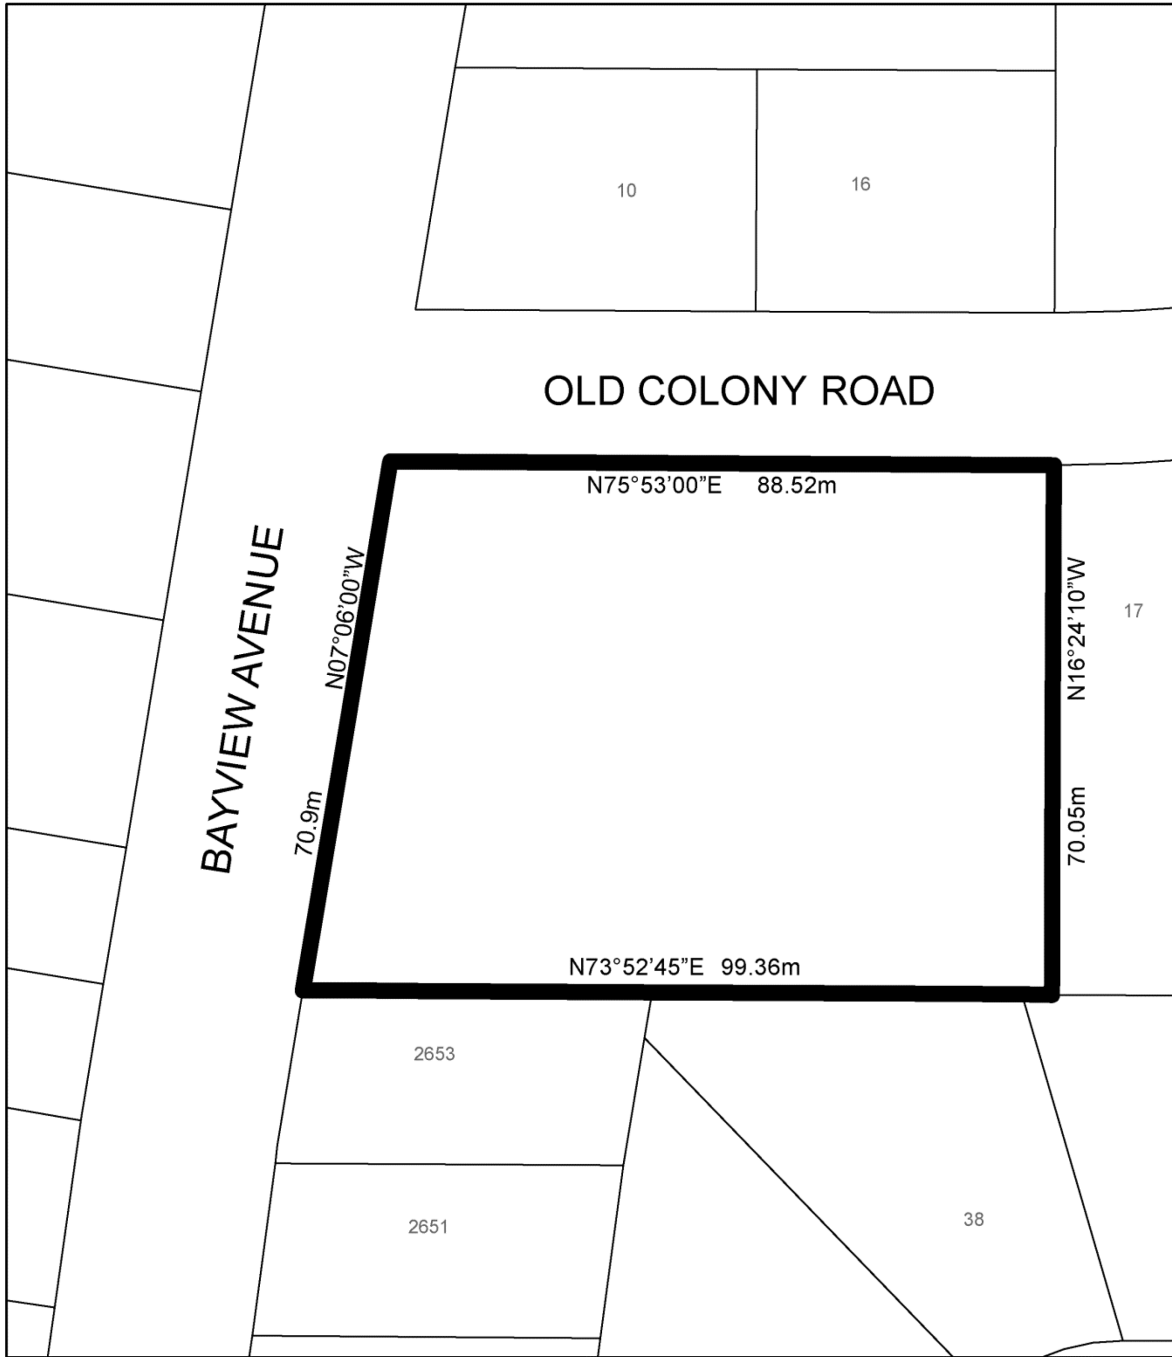 10
16
OLD COLONY ROAD
N75°53’00”E 88.52m
BAYVIEW AVENUE
N07°06’00”W
70.9m
N16°24’10”W
70.05m
17
N73°52’45”E 99.36m
2653
2651
38